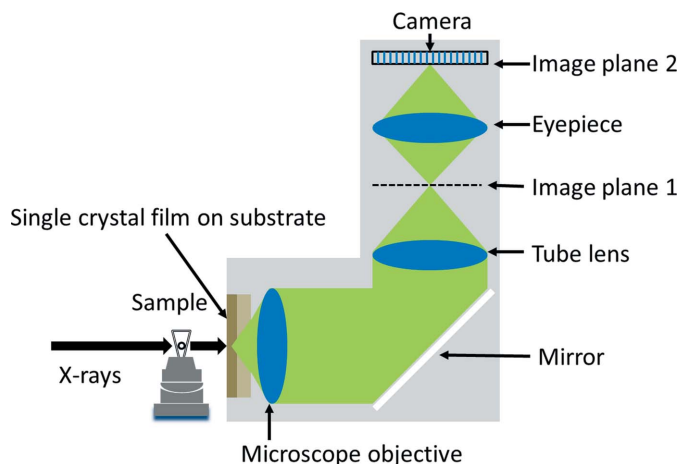 Camera
Image plane 2
Eyepiece
Image plane 1
Single crystal film on substrate
Tube lens
Sample
X-rays
Mirror
Microscope objective